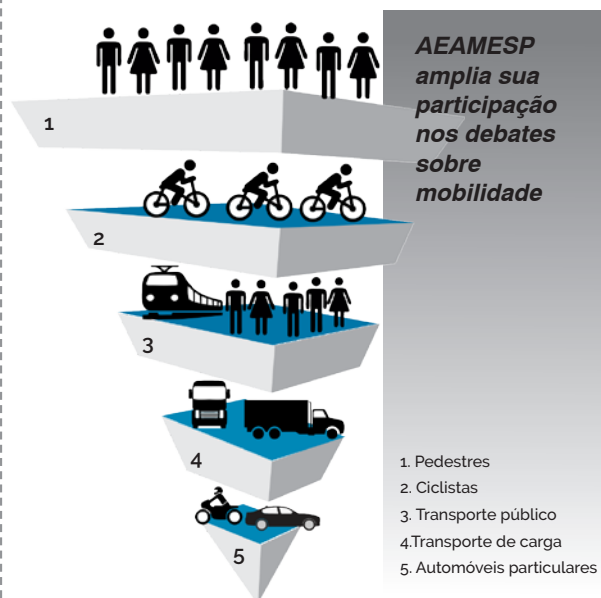 AEAMESP
amplia sua
participação
nos debates
sobre
mobilidade
1
2
3
4
5
1. Pedestres
2. Ciclistas
3. Transporte público
4.Transporte de carga
5. Automóveis particulares